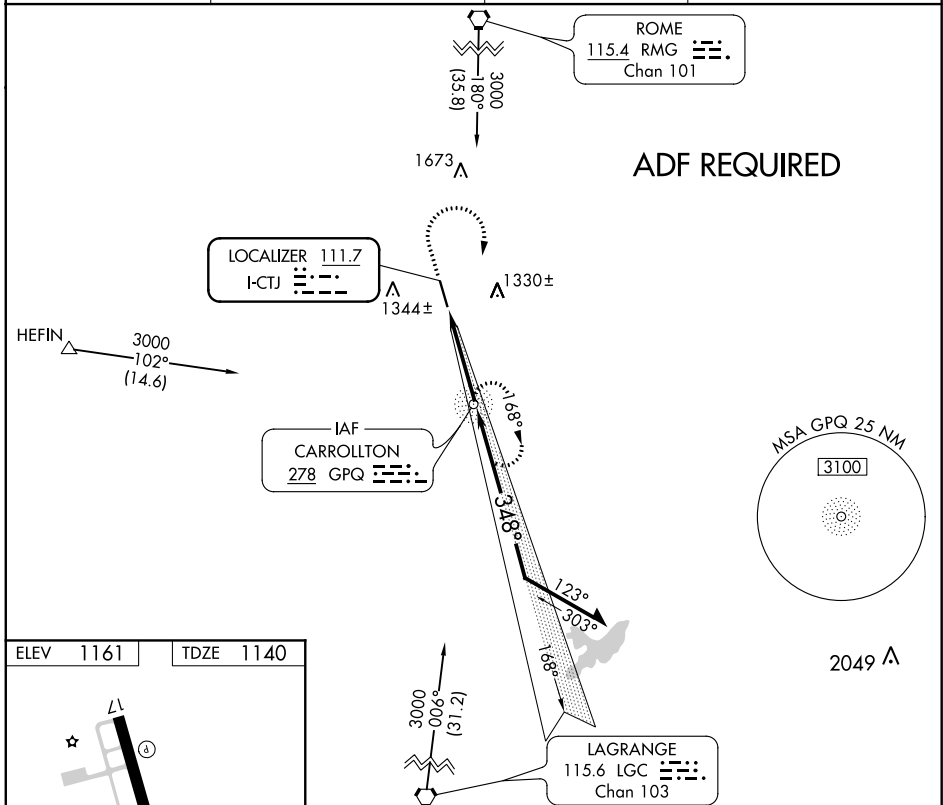 ROME
115.4 RMG
Chan 101
3000
180°
(35.8)
1673
ADF REQUIRED
LOCALIZER 111.7
I-CTJ
1344±
1330±
HEFIN
3000
102°
(14.6)
IAF
CARROLLTON
278 GPQ
168°
MSA GPQ 25 NM
3100
348°
123°
303°
168°
2049
ELEV 1161
TDZE 1140
17
P
3000
006°
(31.2)
LAGRANGE
115.6 LGC
Chan 103